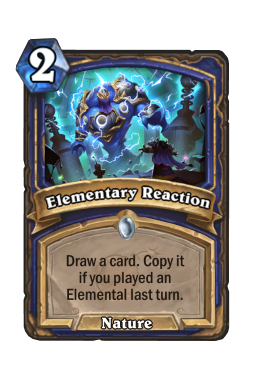 2
Elementary Reaction
Draw a card. Copy it
if you played an
Elemental last turn.
Nature